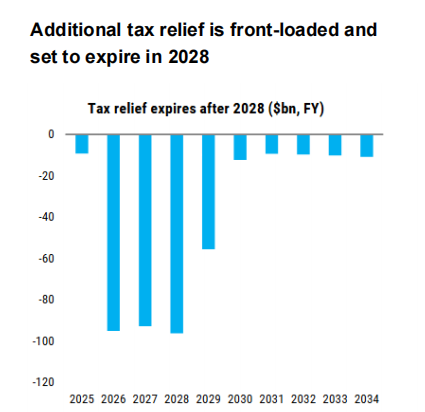 Additional tax relief is front-loaded and
set to expire in 2028
Tax relief expires after 2028 ($bn, FY)
0
-20
-40
-60
-80
-100
-120
2025 2026 2027 2028 2029 2030 2031 2032 2033 2034